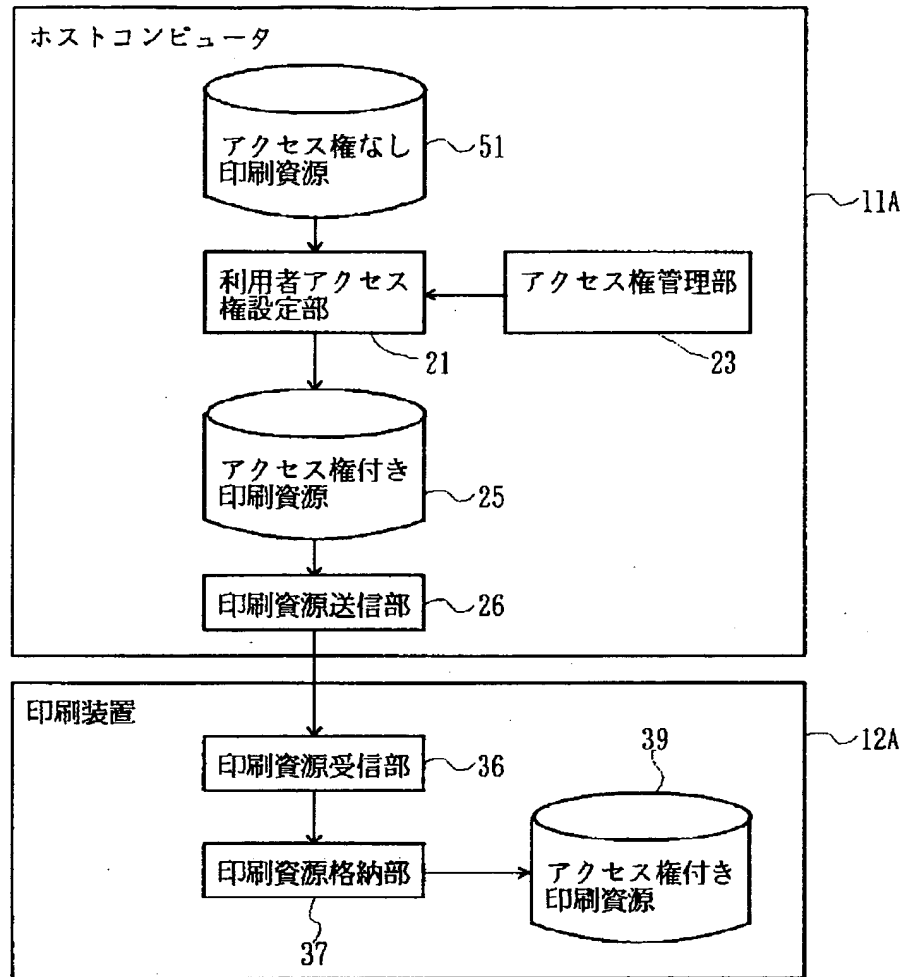 ホストコンピュータ
アクセス権なし
印刷資源
51
11A
利用者アクセス
権設定部
アクセス権管理部
21
23
アクセス権付き
印刷資源
25
印刷資源送信部
26
印刷装置
12A
印刷資源受信部
36
39
印刷資源格納部
アクセス権付き
印刷資源
37